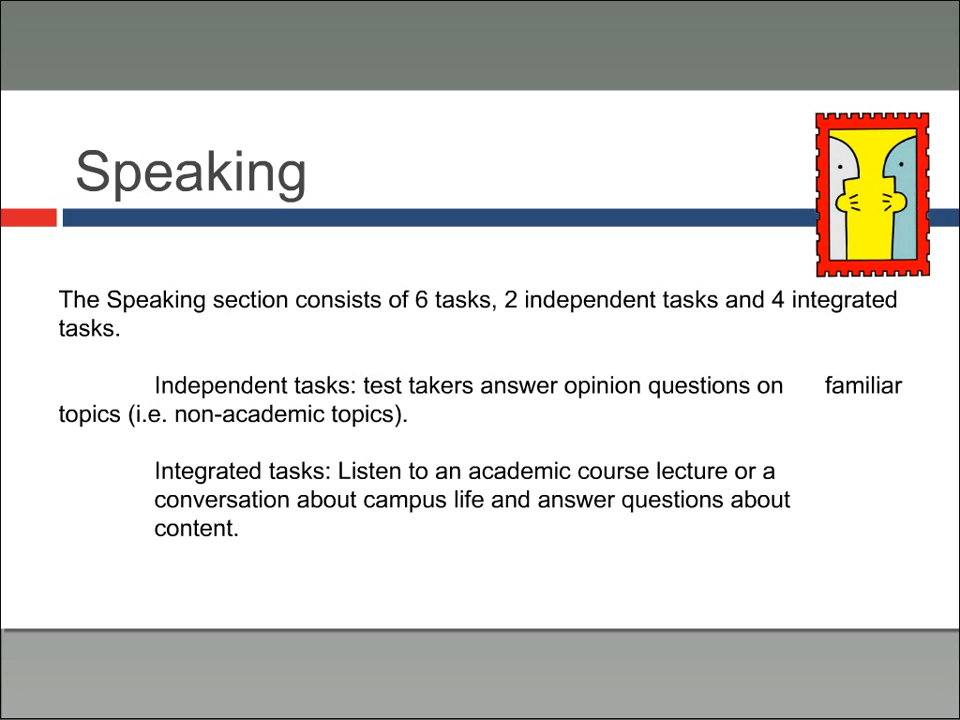 Speaking
The Speaking section consists of 6 tasks, 2 independent tasks and 4 integrated
tasks.
Independent tasks: test takers answer opinion questions on familiar
topics (i.e. non-academic topics).
Integrated tasks: Listen to an academic course lecture or a
conversation about campus life and answer questions about
content.